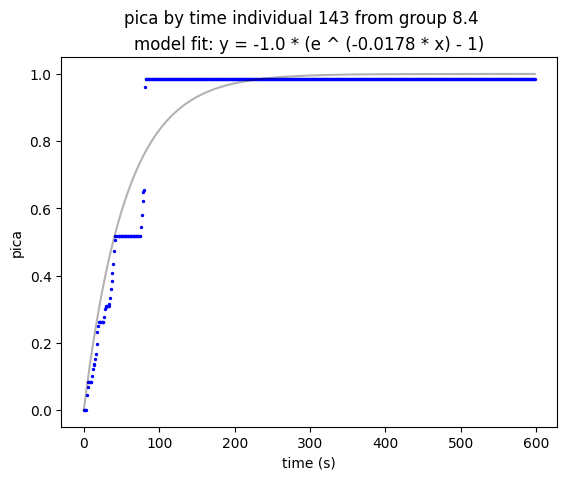 pica by time individual 143 from group 8.4
model fit: y = -1.0 * (e ^ (-0.0178 * x) - 1)
1.0
0.8
0.6
0.4
0.2
0.0
pica
0 100 200 300 400 500 600
time (s)